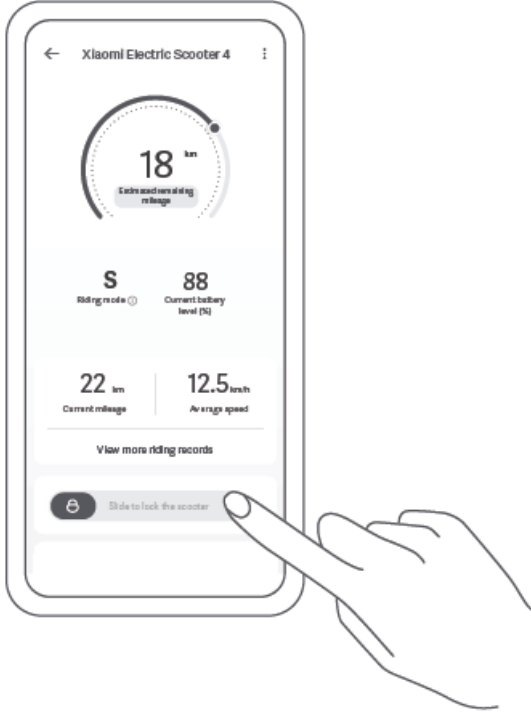 Xiaomi Electric Scooter 4
18 km
Estimated remaining
mileage
S
Riding mode
88
Current battery
level (%)
22 km
Current mileage
12.5 km/h
Average speed
View more riding records
Slide to lock the scooter